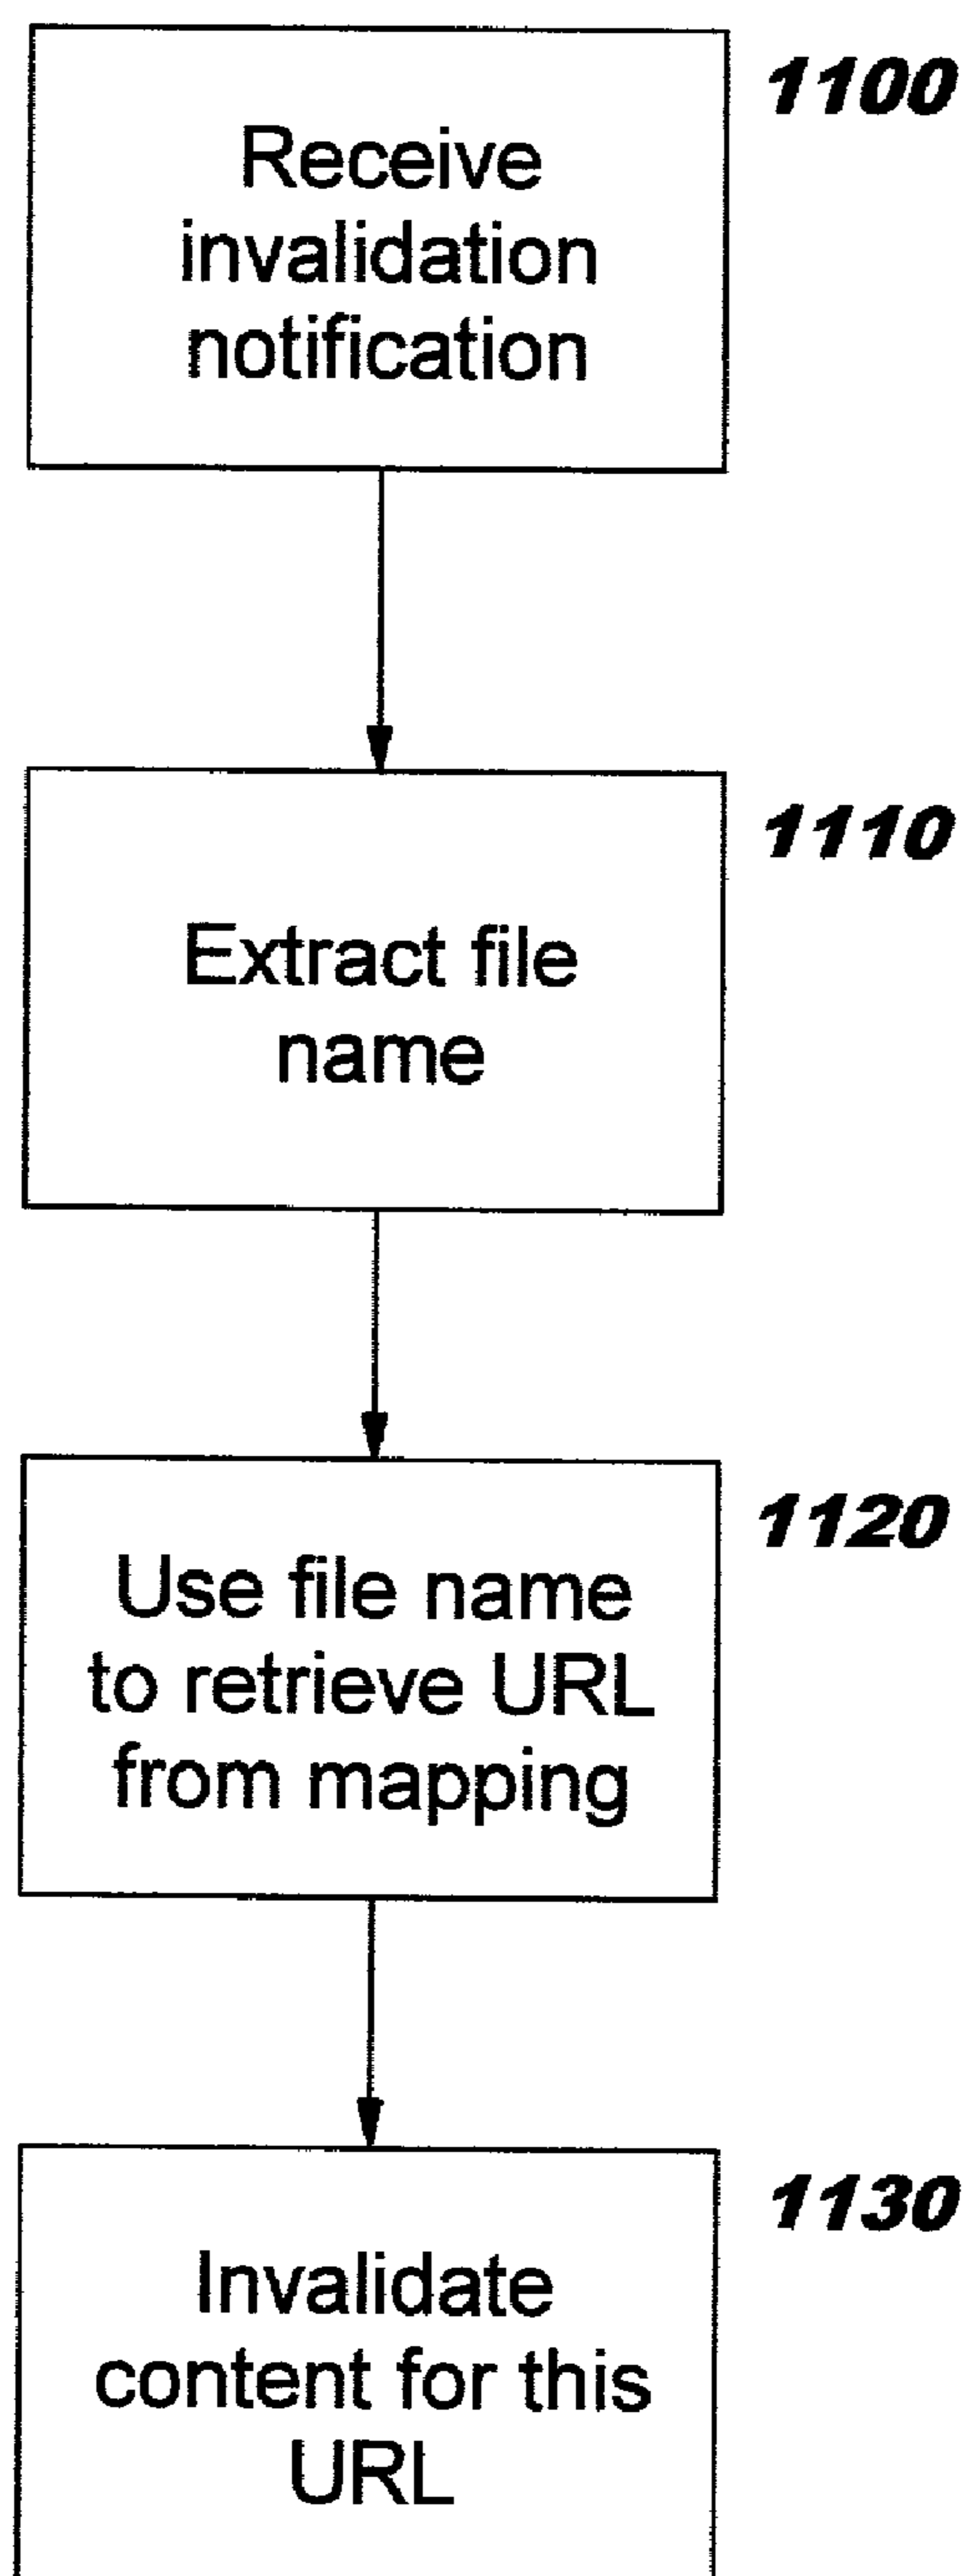 1100
Receive
invalidation
notification
1110
Extract file
name
1120
Use file name
to retrieve URL
from mapping
1130
Invalidate
content for this
URL